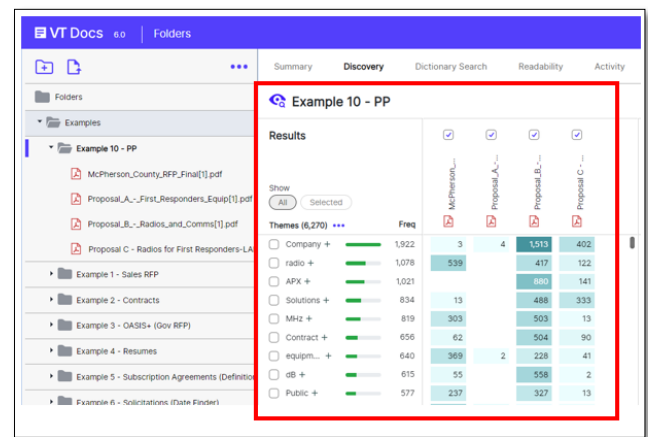 VT Docs 6.0 Folders
Summary Discovery Dictionary Search Readability Activity
Folders
Examples
Example 10 - PP
McPherson_County_RFP_Final[1].pdf
Proposal_A_-_First_Responders_Equip[1].pdf
Proposal_B_-_Radios_and_Comms[1].pdf
Proposal C - Radios for First Responders-LA
Example 1 - Sales RFP
Example 2 - Contracts
Example 3 - OASIS+ (Gov RFP)
Example 4 - Resumes
Example 5 - Subscription Agreements (Definition
Example 6 - Solicitations (Date Finder)
Example 10 - PP
Results
McPherson_...
Proposal_A_-...
Proposal_B_-...
Proposal C - ...
Show
All Selected
Themes (6,270) ••• Freq
Company + 1,922 3 4 1,513 402
radio + 1,078 539 417 122
APX + 1,021 880 141
Solutions + 834 13 488 333
MHz + 819 303 503 13
Contract + 656 62 504 90
equipm... + 640 369 2 228 41
dB + 615 55 558 2
Public + 577 237 327 13